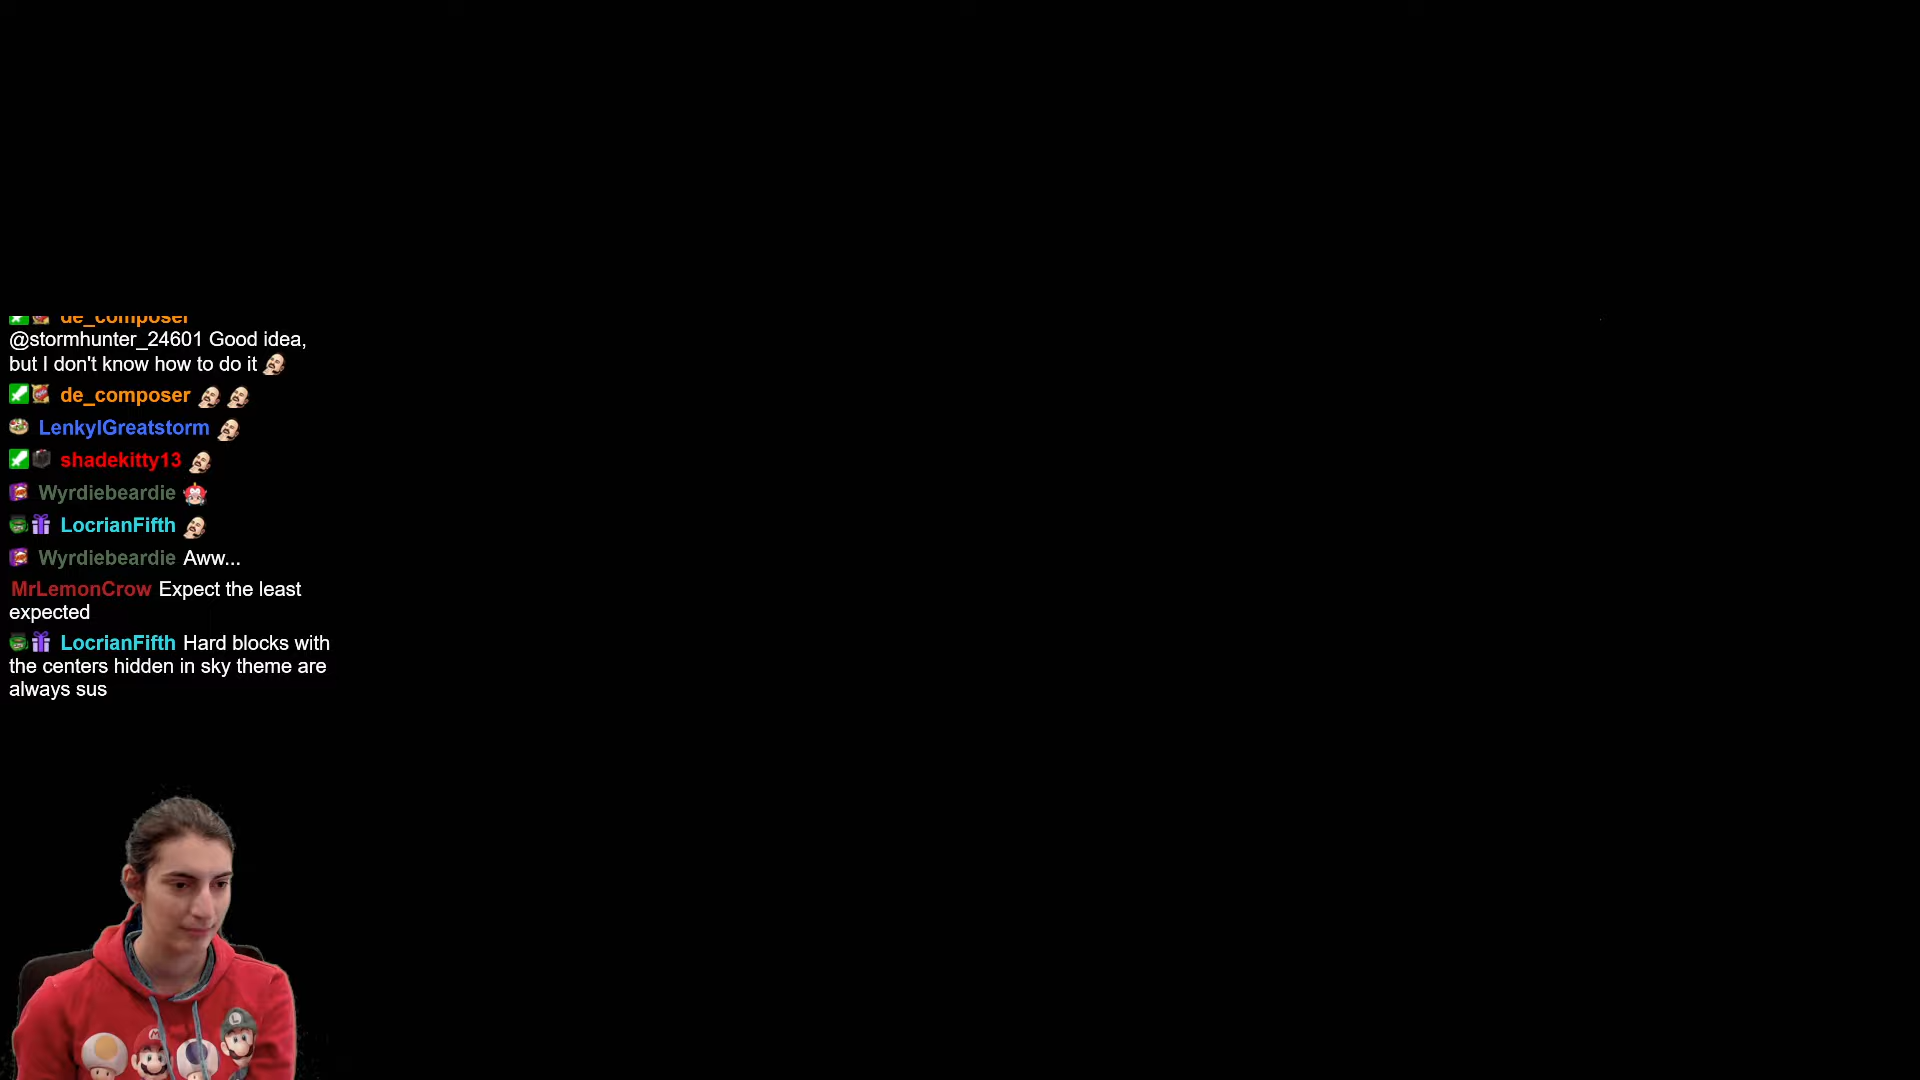 de_composer
@stormhunter_24601 Good idea,
but I don't know how to do it
de_composer
LenkylGreatstorm
shadekitty13
Wyrdiebeardie
LocrianFifth
Wyrdiebeardie Aww...
MrLemonCrow Expect the least
expected
LocrianFifth Hard blocks with
the centers hidden in sky theme are
always sus
M
L